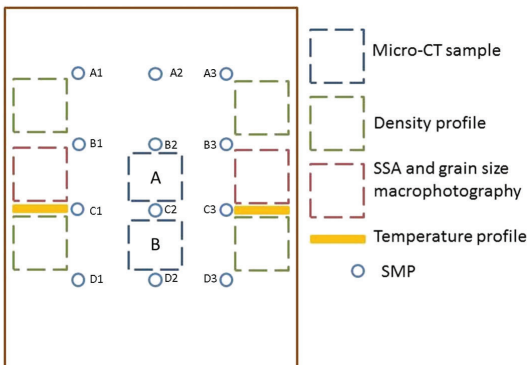 A1
A2
A3
B1
B2
B3
A
C1
C2
C3
B
D1
D2
D3
Micro-CT sample
Density profile
SSA and grain size
macrophotography
Temperature profile
SMP